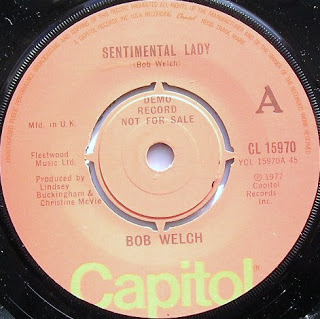 SENTIMENTAL LADY
(Bob Welch)
DEMO
RECORD
NOT FOR SALE
A
Mfd. in U.K.
CL 15970
YCL 15970A 45
Fleetwood
Music Ltd.
Produced by
Lindsey
Buckingham &
Christine McVie
℗ 1977
Capitol
Records
Inc.
BOB WELCH
Capitol